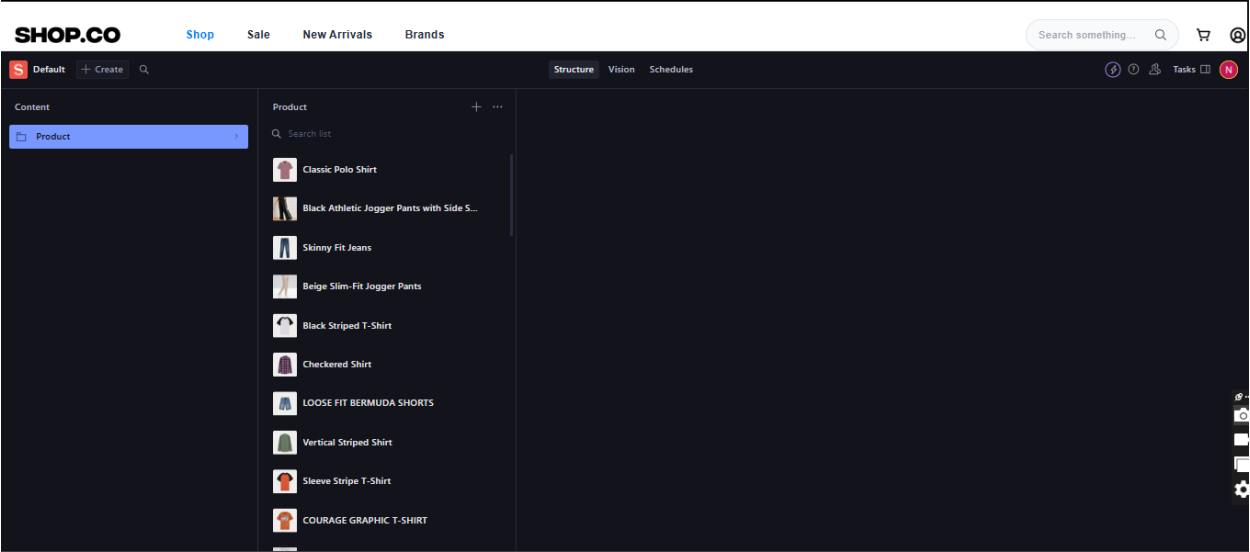 SHOP.CO Shop Sale New Arrivals Brands Search something...
S Default + Create Structure Vision Schedules Tasks N
Content
Product
Product
Search list
Classic Polo Shirt
Black Athletic Jogger Pants with Side S...
Skinny Fit Jeans
Beige Slim-Fit Jogger Pants
Black Striped T-Shirt
Checkered Shirt
LOOSE FIT BERMUDA SHORTS
Vertical Striped Shirt
Sleeve Stripe T-Shirt
COURAGE GRAPHIC T-SHIRT